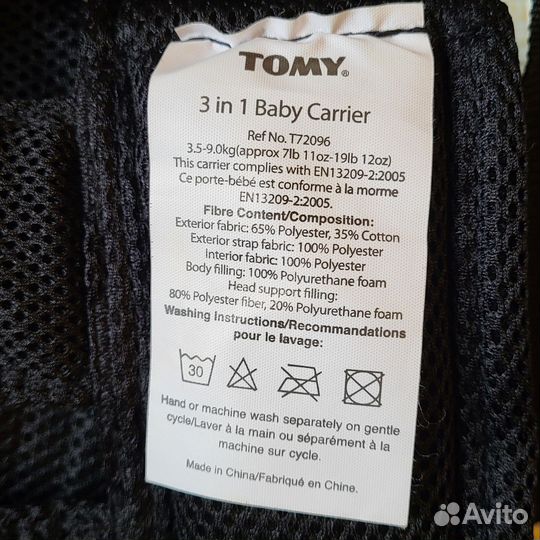 TOMY®
3 in 1 Baby Carrier
Ref No. T72096
3.5-9.0kg(approx 7lb 11oz-19lb 12oz)
This carrier complies with EN13209-2:2005
Ce porte-bébé est conforme à la morme
EN13209-2:2005.
Fibre Content/Composition:
Exterior fabric: 65% Polyester, 35% Cotton
Exterior strap fabric: 100% Polyester
Interior fabric: 100% Polyester
Body filling: 100% Polyurethane foam
Head support filling:
80% Polyester fiber, 20% Polyurethane foam
Washing Instructions/Recommandations
pour le lavage:
30
Hand or machine wash separately on gentle
cycle/Laver à la main ou séparément à la
machine sur cycle.
Made in China/Fabriqué en Chine.
Avito